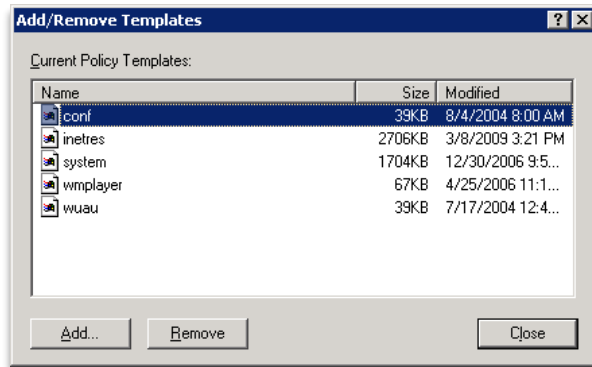 Add/Remove Templates
Current Policy Templates:
Name Size Modified
conf 39KB 8/4/2004 8:00 AM
inetres 2706KB 3/8/2009 3:21 PM
system 1704KB 12/30/2006 9:5...
wmplayer 67KB 4/25/2006 11:1...
wuau 39KB 7/17/2004 12:4...
Add... Remove Close